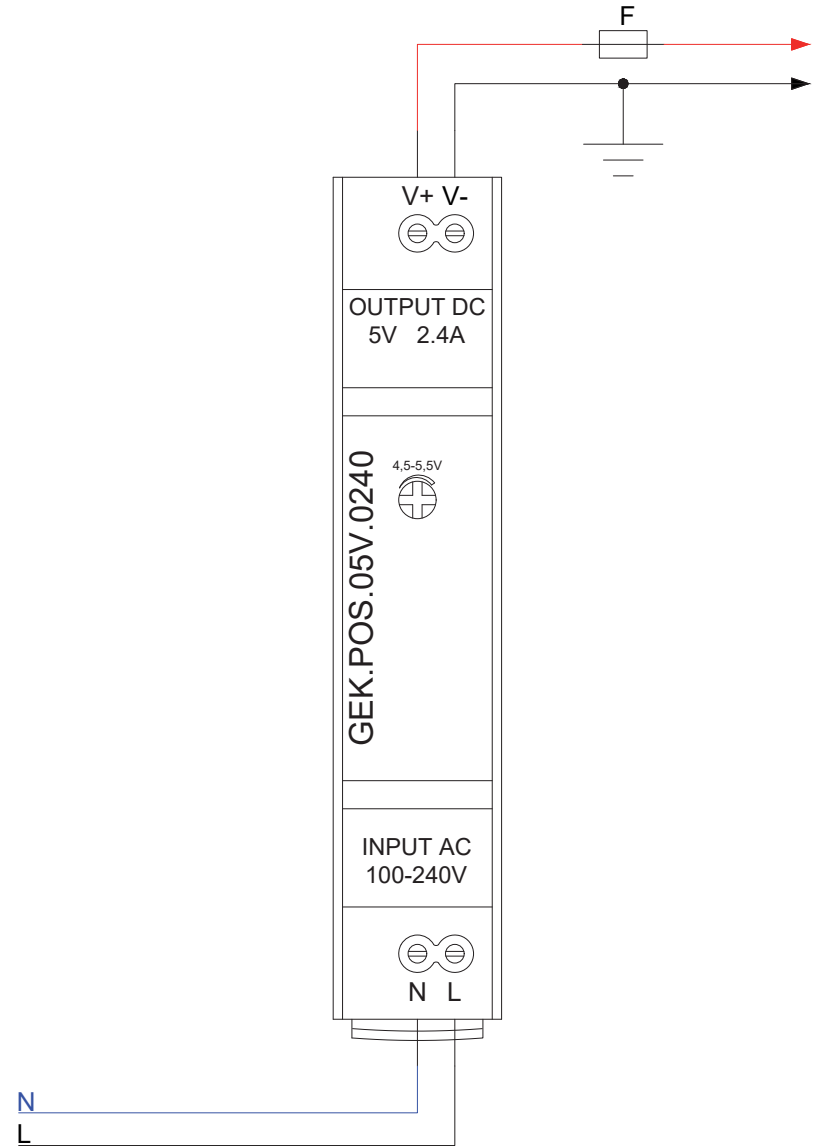 F
V+ V-
OUTPUT DC
5V 2.4A
4,5-5,5V
GEK.POS.05V.0240
INPUT AC
100-240V
N L
N
L